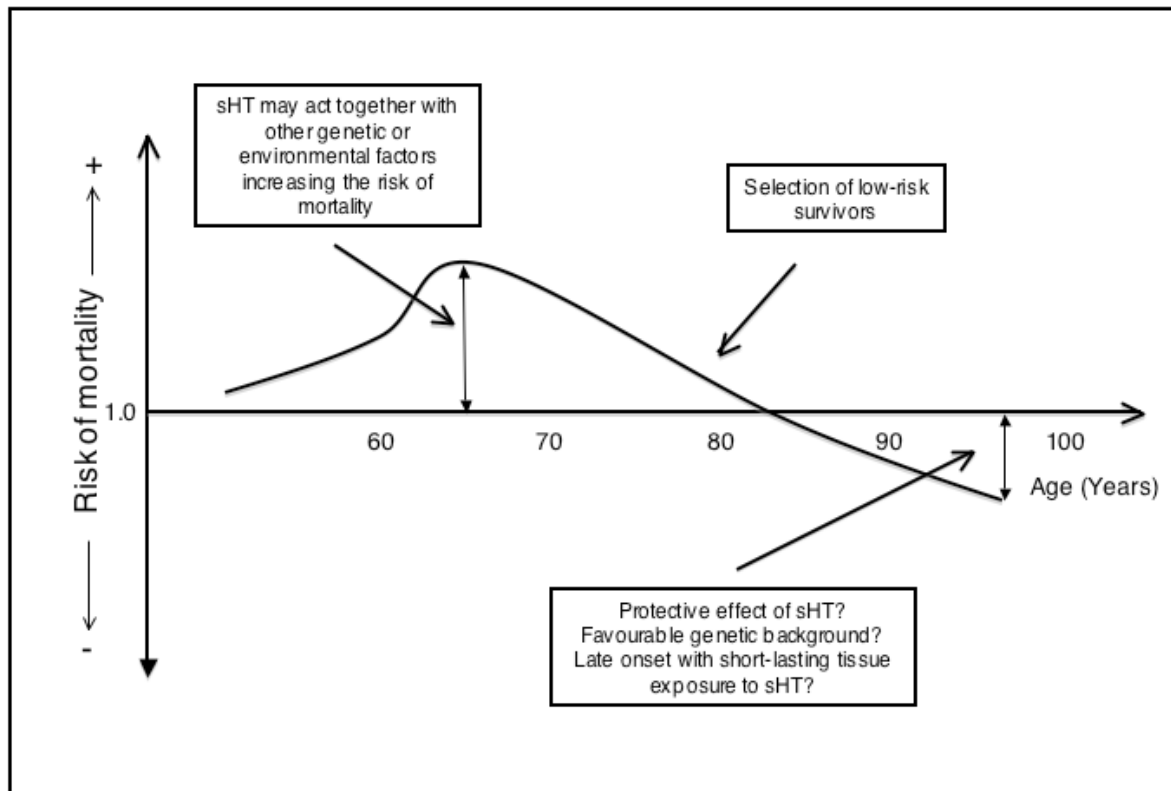 sHT may act together with
other genetic or
environmental factors
increasing the risk of
mortality
Selection of low-risk
survivors
+
Risk of mortality
-
1.0
60
70
80
90
100
Age (Years)
Protective effect of sHT?
Favourable genetic background?
Late onset with short-lasting tissue
exposure to sHT?